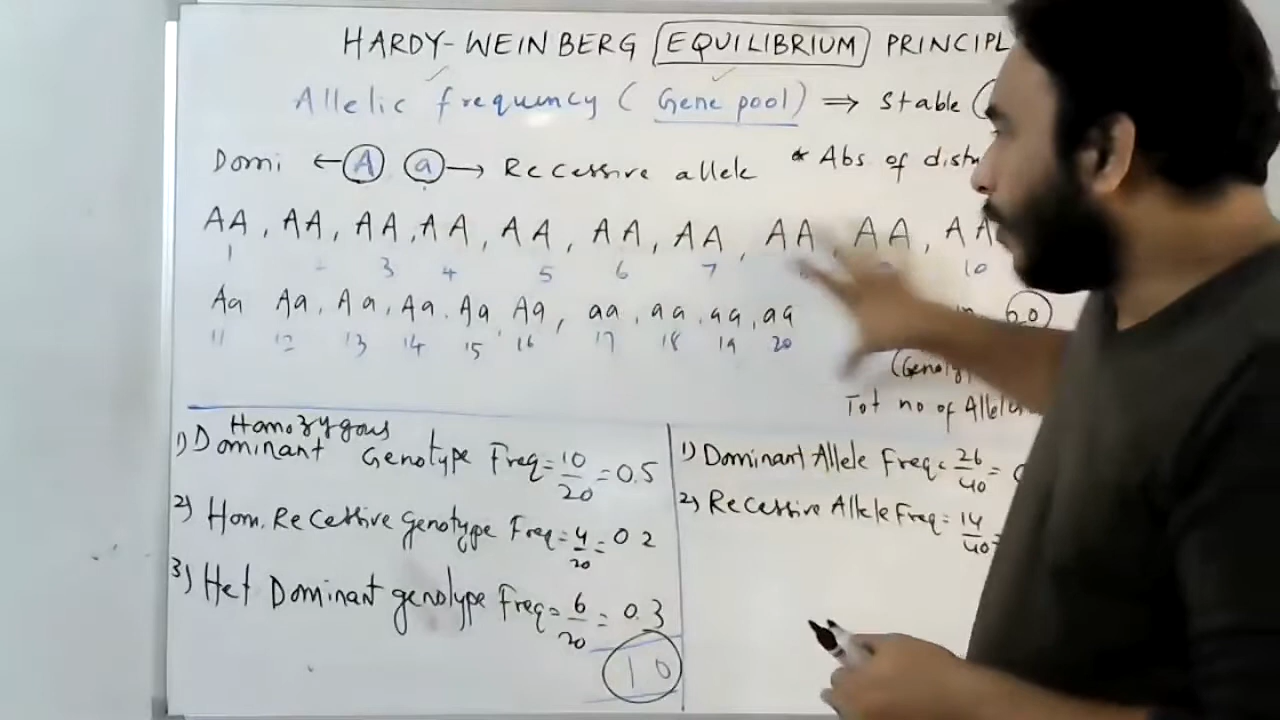 HARDY-WEINBERG EQUILIBRIUM PRINCIPL
Allelic frequency (Gene pool) ⇒ Stable (
Domi ← A a → Recessive allele * Abs of dist
AA, AA, AA, AA, AA, AA, AA, AA, AA, AA
1 2 3 4 5 6 7 10
Aa Aa, Aa, Aa, Aa, Aa, aa, aa, aa, aa
11 12 13 14 15 16 17 18 19 20
20
(Genoty
Tot no of Allel
Homozygous
1) Dominant Genotype Freq = 10/20 = 0.5
2) Hom. Recessive genotype Freq = 4/20 = 0 2
3) Het Dominant genotype Freq = 6/20 = 0.3
1 0
1) Dominant Allele Freq = 26/40 =
2) Recessive Allele Freq = 14/40 =